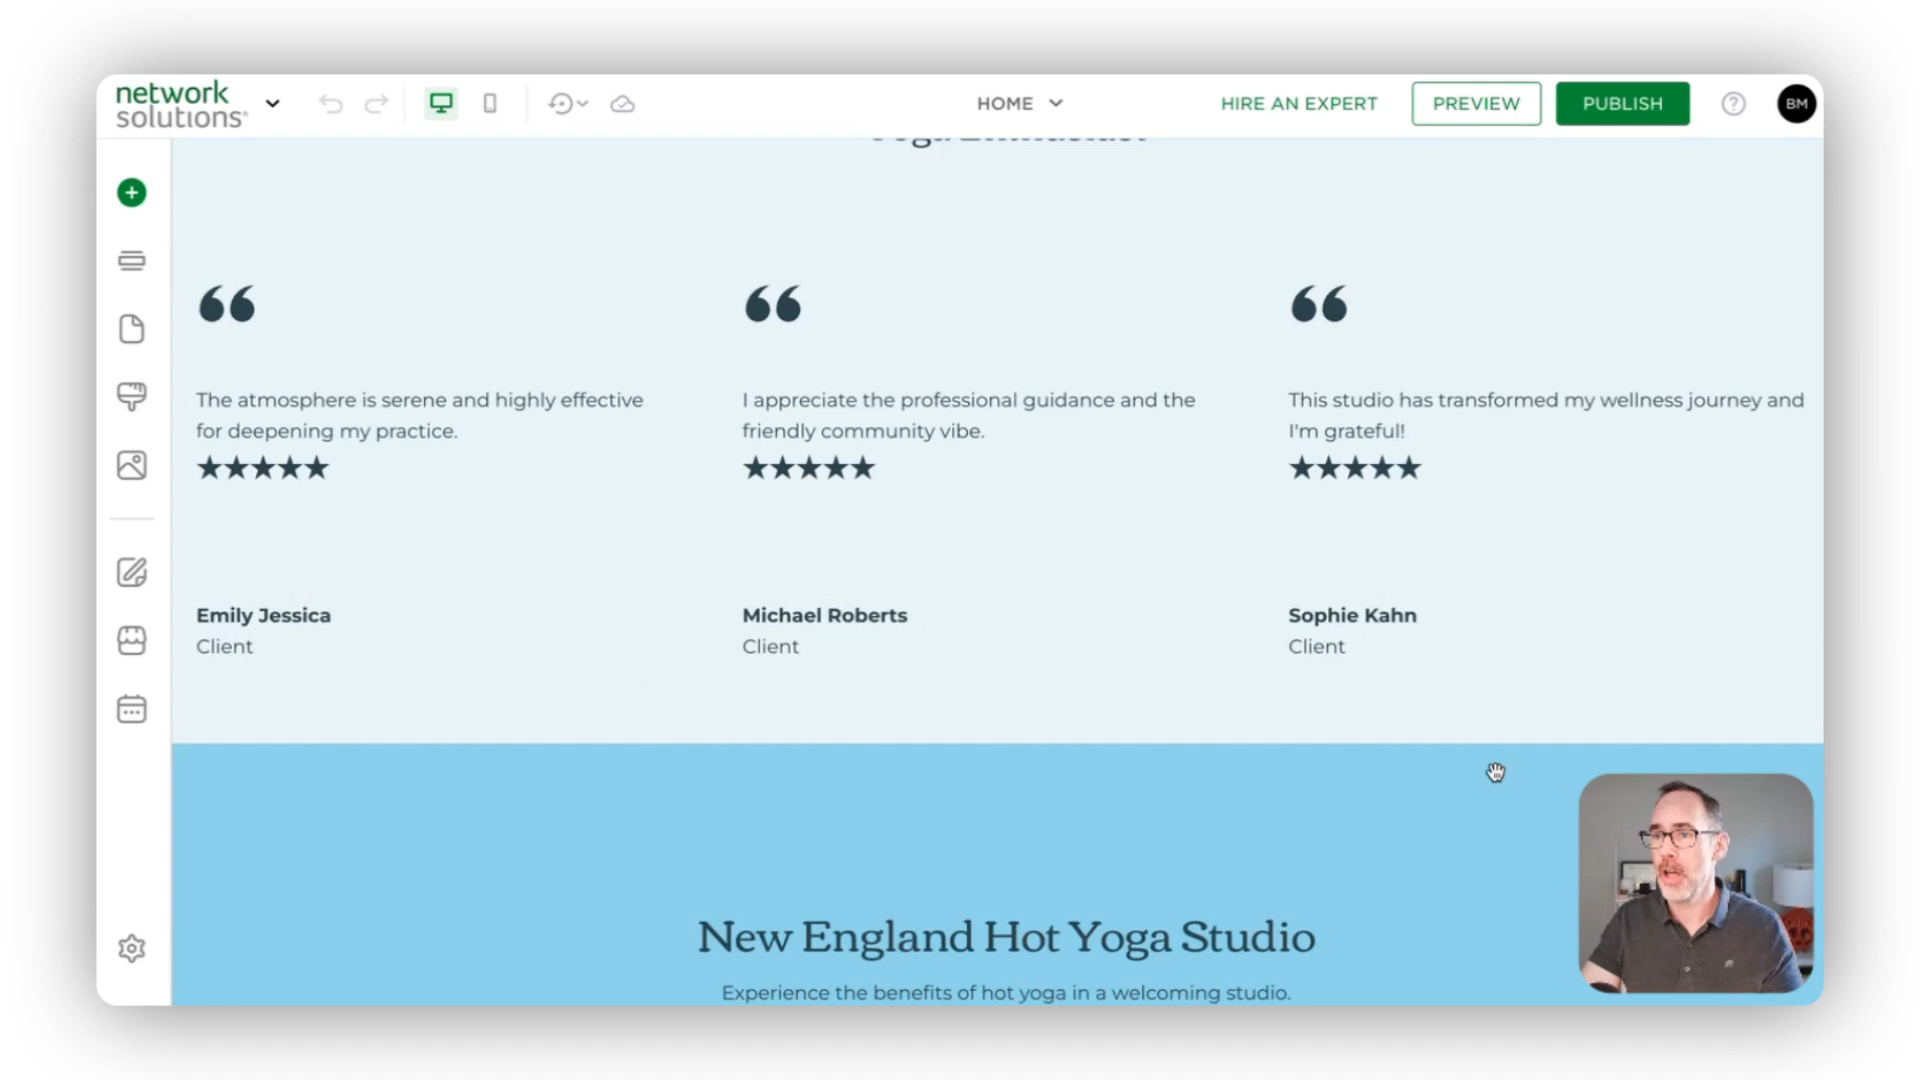 network
solutions
HOME
HIRE AN EXPERT
PREVIEW
PUBLISH
?
BM
“
“
“
The atmosphere is serene and highly effective
for deepening my practice.
★★★★★
I appreciate the professional guidance and the
friendly community vibe.
★★★★★
This studio has transformed my wellness journey and
I'm grateful!
★★★★★
Emily Jessica
Client
Michael Roberts
Client
Sophie Kahn
Client
New England Hot Yoga Studio
Experience the benefits of hot yoga in a welcoming studio.